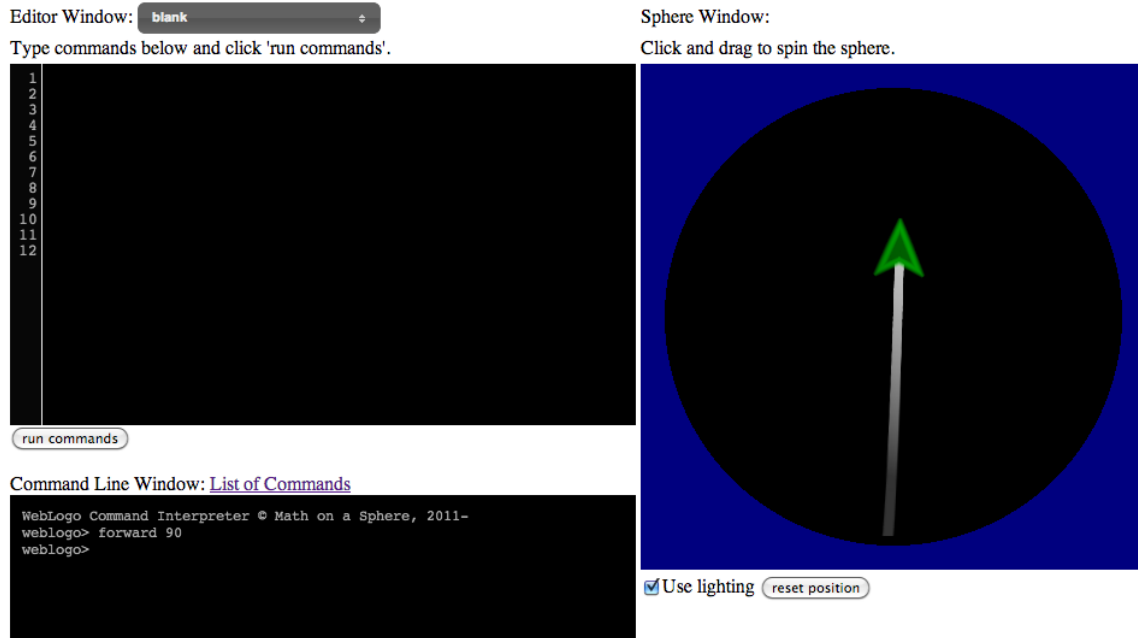 Editor Window: blank
Type commands below and click 'run commands'.
1
2
3
4
5
6
7
8
9
10
11
12
run commands
Command Line Window: List of Commands
WebLogo Command Interpreter © Math on a Sphere, 2011-
weblogo> forward 90
weblogo>
Sphere Window:
Click and drag to spin the sphere.
Use lighting reset position